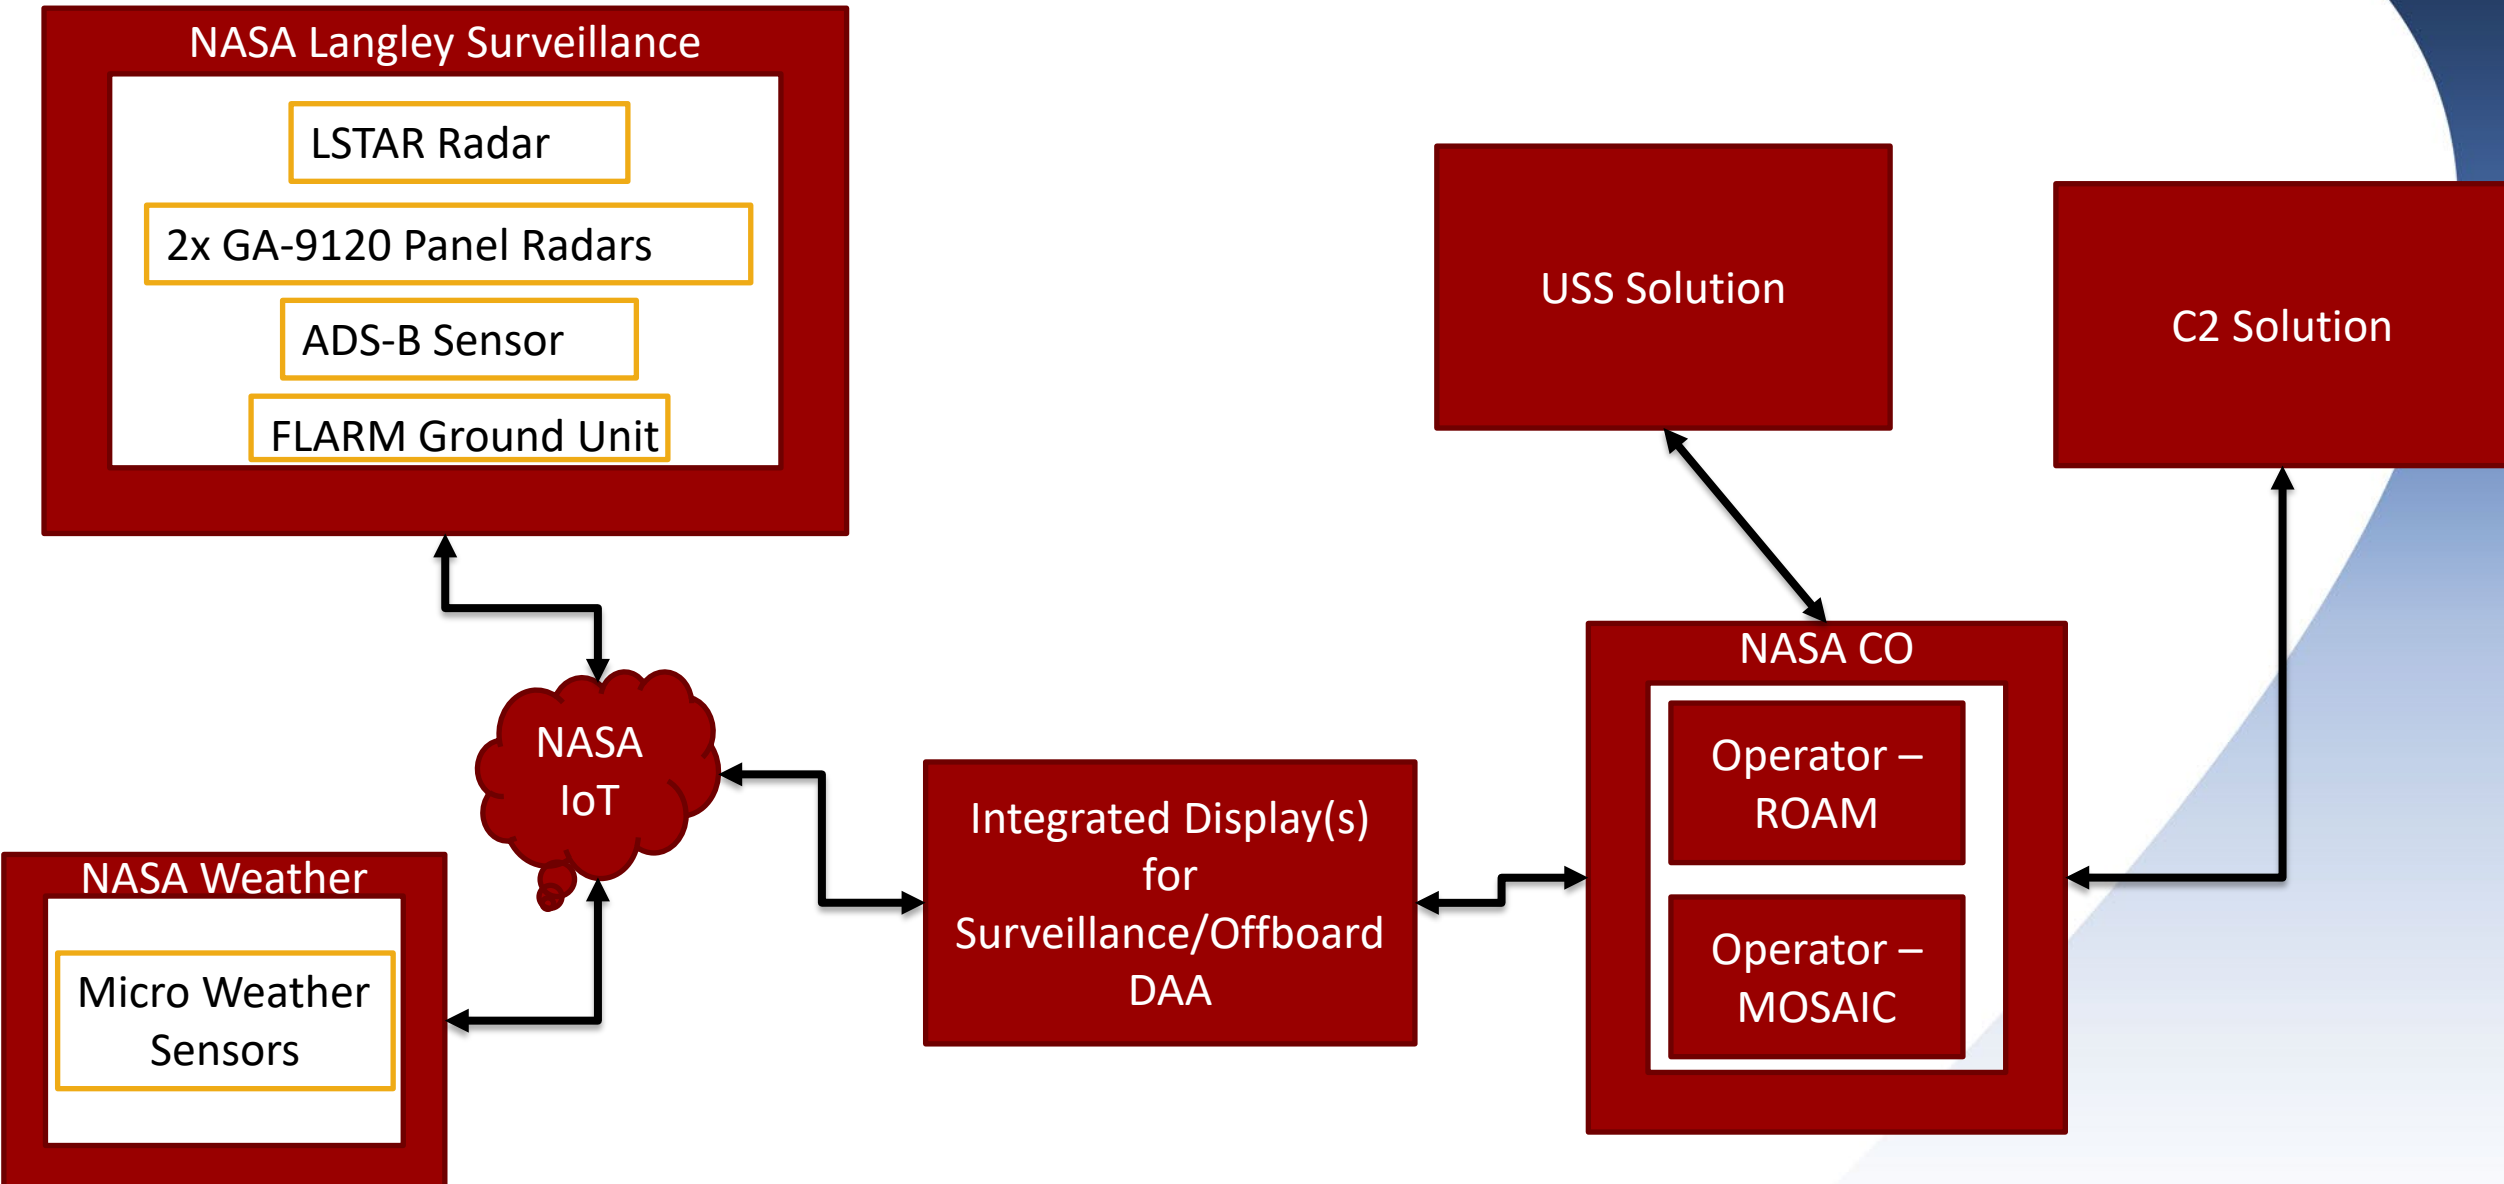 NASA Langley Surveillance
LSTAR Radar
2x GA-9120 Panel Radars
ADS-B Sensor
FLARM Ground Unit
USS Solution
C2 Solution
NASA
IoT
NASA Weather
Micro Weather
Sensors
Integrated Display(s)
for
Surveillance/Offboard
DAA
NASA CO
Operator –
ROAM
Operator –
MOSAIC